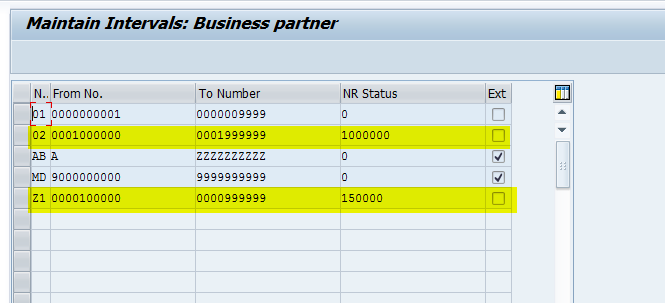 Maintain Intervals: Business partner
N.. From No. To Number NR Status Ext
01 0000000001 0000009999 0
02 0001000000 0001999999 1000000
AB A ZZZZZZZZZZ 0
MD 9000000000 9999999999 0
Z1 0000100000 0000999999 150000